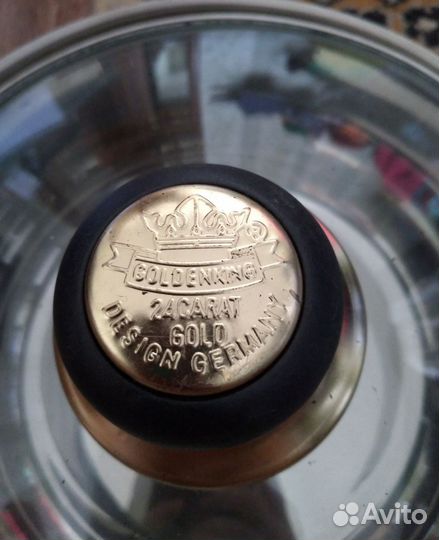 GOLDENKING
24CARAT
GOLD
DESIGN GERMANY
Avito